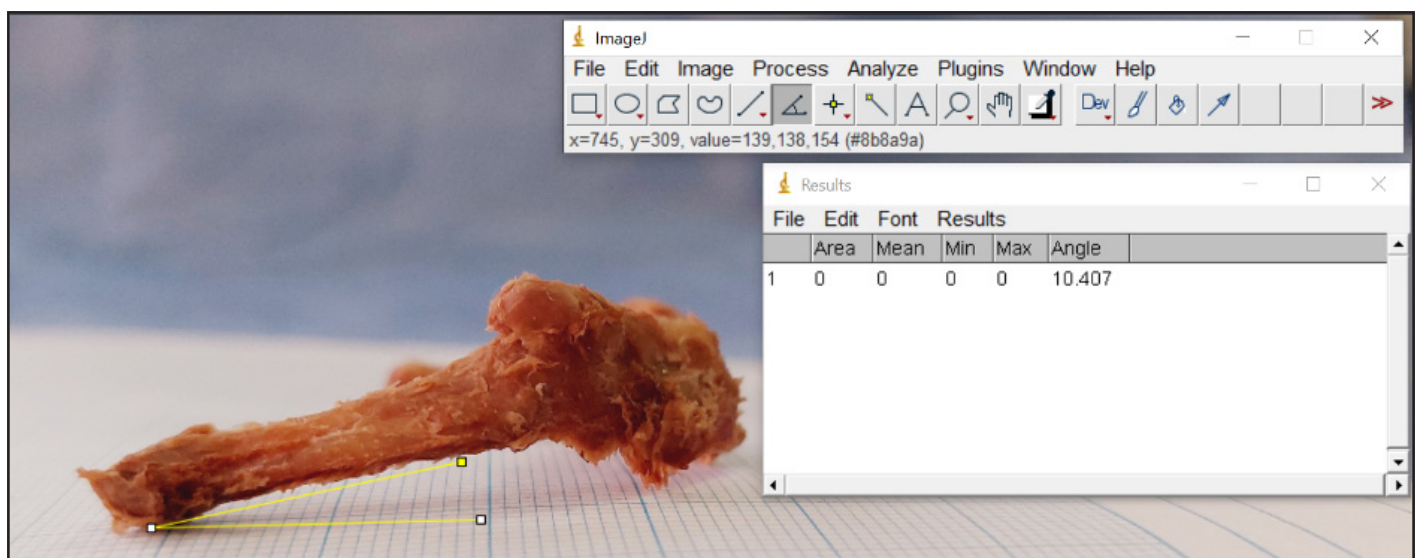 ImageJ
File Edit Image Process Analyze Plugins Window Help
A Dev >>
x=745, y=309, value=139,138,154 (#8b8a9a)
Results
File Edit Font Results
Area Mean Min Max Angle
1 0 0 0 0 10.407